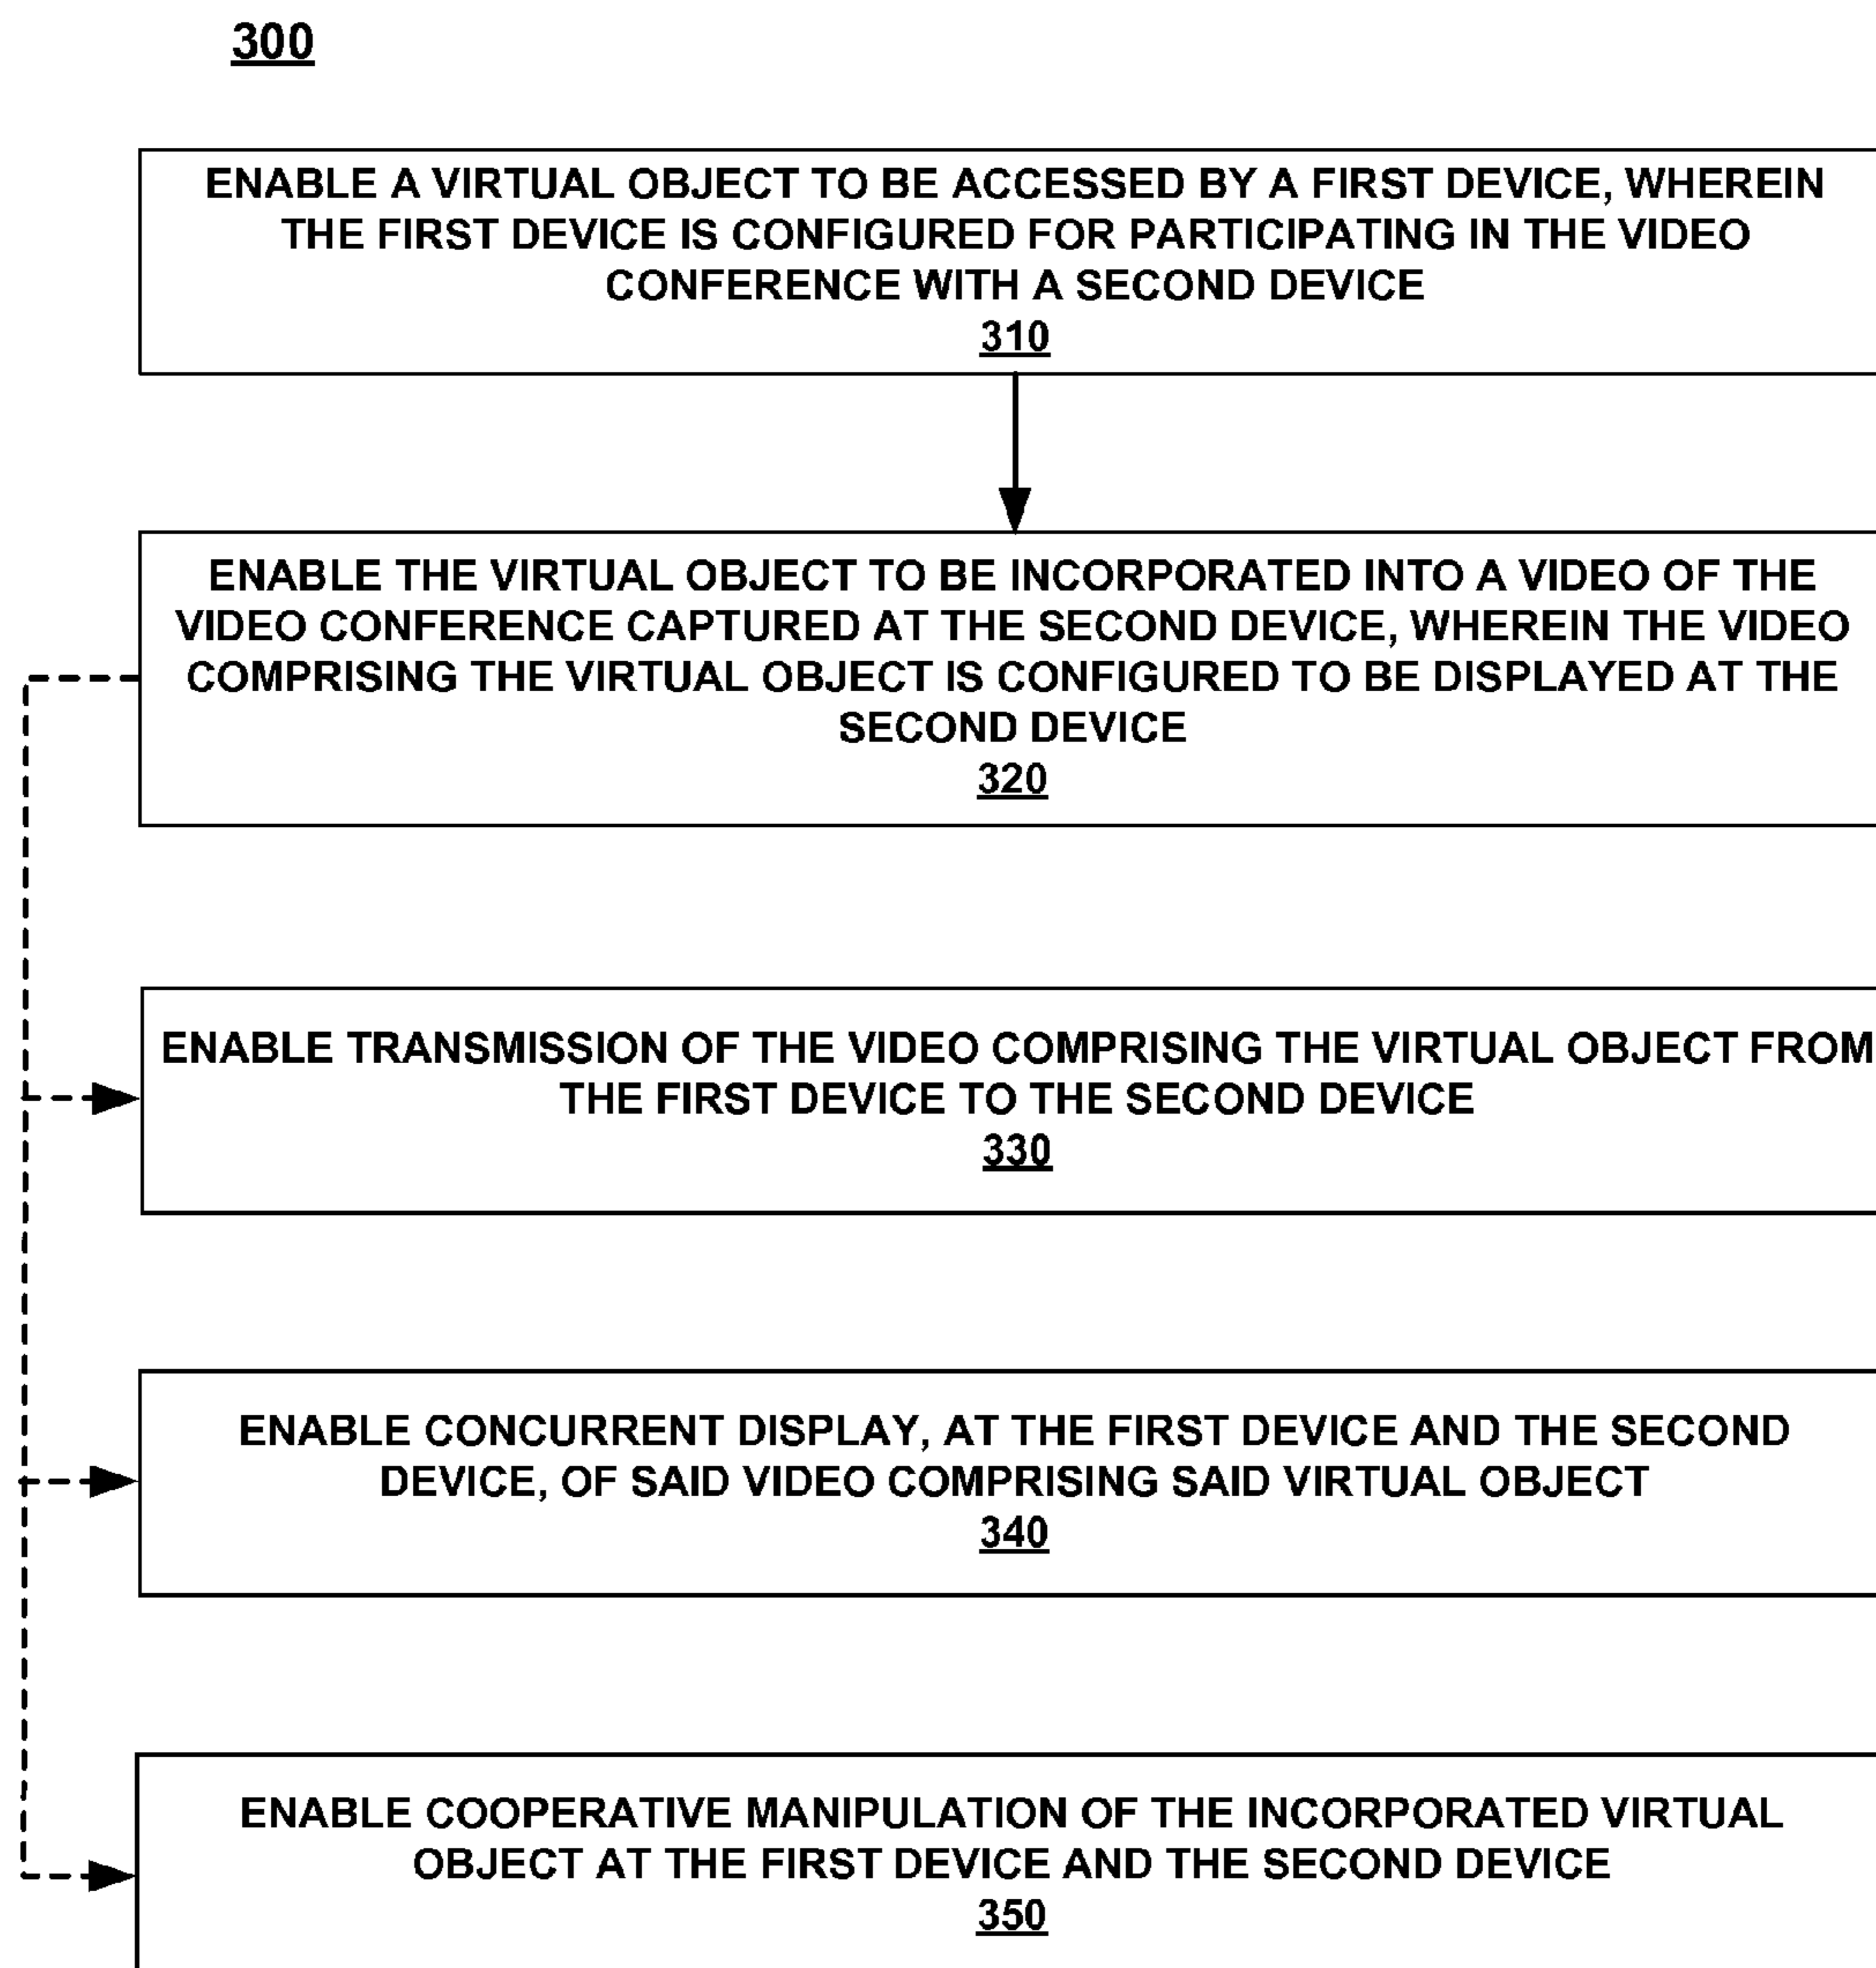 300
ENABLE A VIRTUAL OBJECT TO BE ACCESSED BY A FIRST DEVICE, WHEREIN
THE FIRST DEVICE IS CONFIGURED FOR PARTICIPATING IN THE VIDEO
CONFERENCE WITH A SECOND DEVICE
310
ENABLE THE VIRTUAL OBJECT TO BE INCORPORATED INTO A VIDEO OF THE
VIDEO CONFERENCE CAPTURED AT THE SECOND DEVICE, WHEREIN THE VIDEO
COMPRISING THE VIRTUAL OBJECT IS CONFIGURED TO BE DISPLAYED AT THE
SECOND DEVICE
320
ENABLE TRANSMISSION OF THE VIDEO COMPRISING THE VIRTUAL OBJECT FROM
THE FIRST DEVICE TO THE SECOND DEVICE
330
ENABLE CONCURRENT DISPLAY, AT THE FIRST DEVICE AND THE SECOND
DEVICE, OF SAID VIDEO COMPRISING SAID VIRTUAL OBJECT
340
ENABLE COOPERATIVE MANIPULATION OF THE INCORPORATED VIRTUAL
OBJECT AT THE FIRST DEVICE AND THE SECOND DEVICE
350